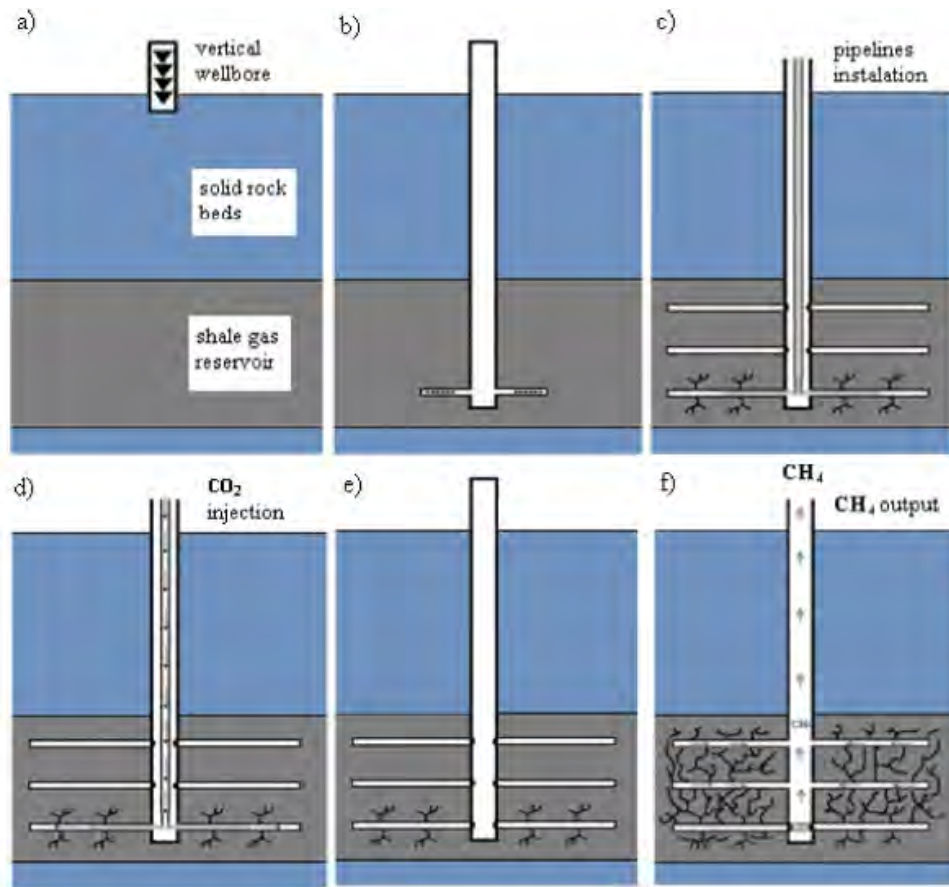 a)
vertical
wellbore
solid rock
beds
shale gas
reservoir
b)
c)
pipelines
instalation
d)
CO₂
injection
e)
f)
CH₄
CH₄ output